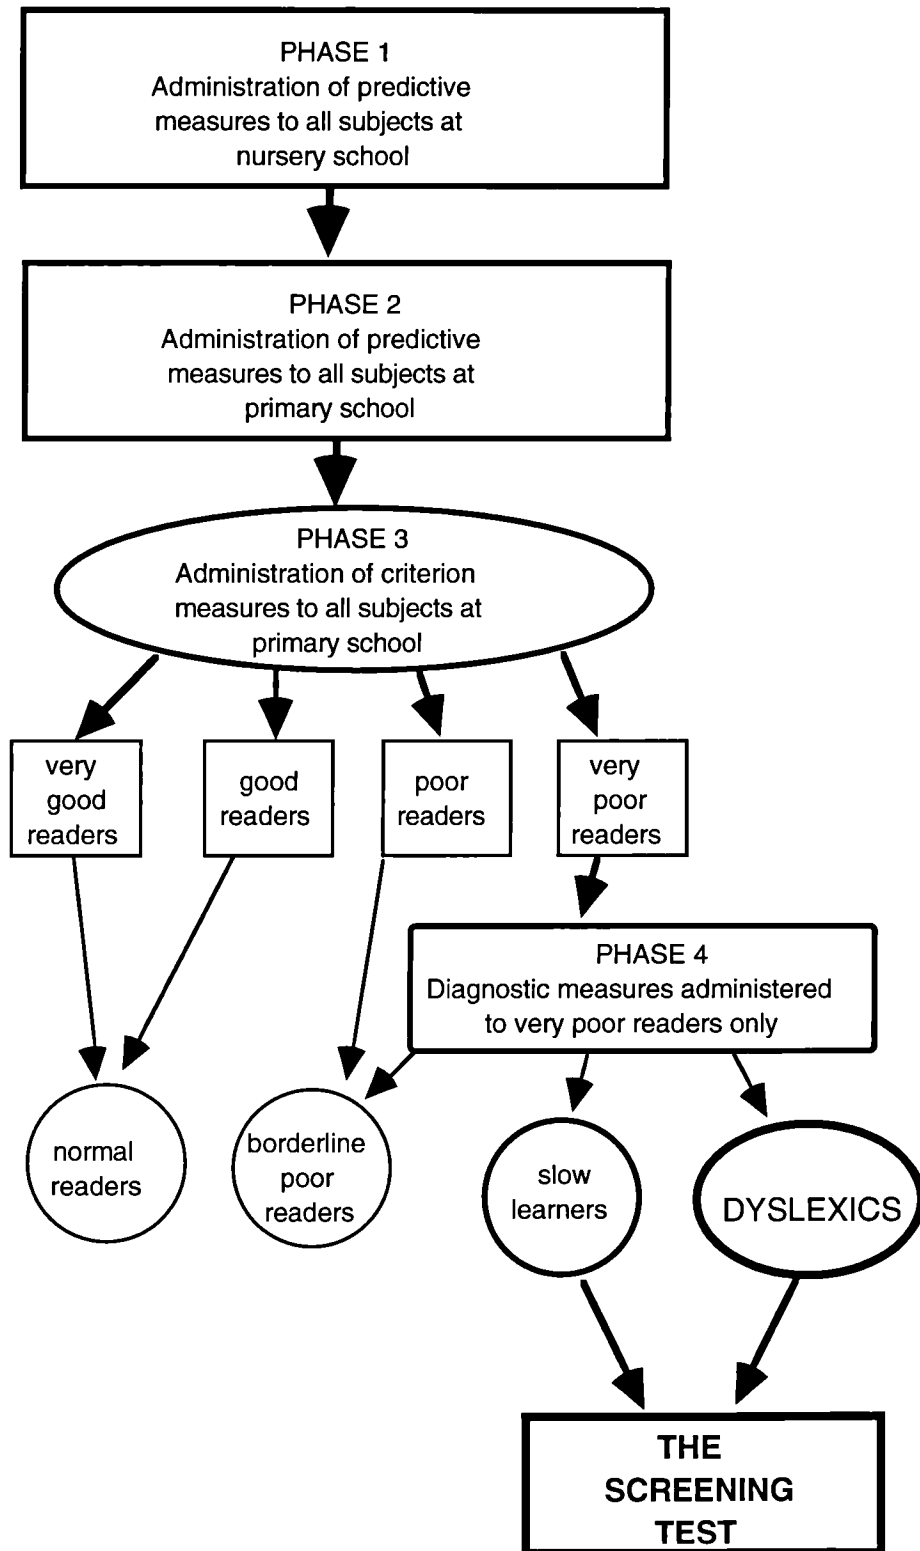 PHASE 1
Administration of predictive
measures to all subjects at
nursery school
PHASE 2
Administration of predictive
measures to all subjects at
primary school
PHASE 3
Administration of criterion
measures to all subjects at
primary school
very
good
readers
good
readers
poor
readers
very
poor
readers
PHASE 4
Diagnostic measures administered
to very poor readers only
normal
readers
borderline
poor
readers
slow
learners
DYSLEXICS
THE
SCREENING
TEST